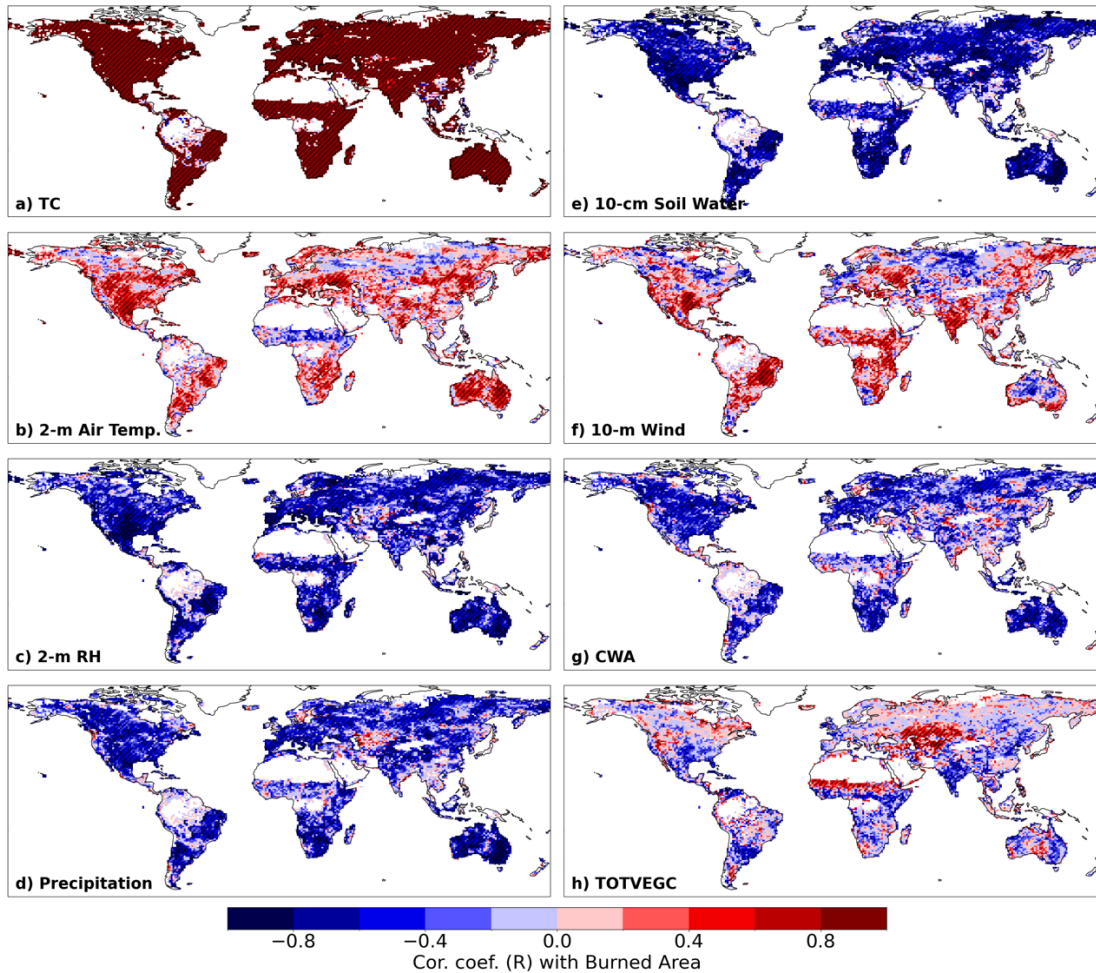 a) TC
e) 10-cm Soil Water
b) 2-m Air Temp.
f) 10-m Wind
c) 2-m RH
g) CWA
d) Precipitation
h) TOTVEGC
−0.8 −0.4 0.0 0.4 0.8
Cor. coef. (R) with Burned Area